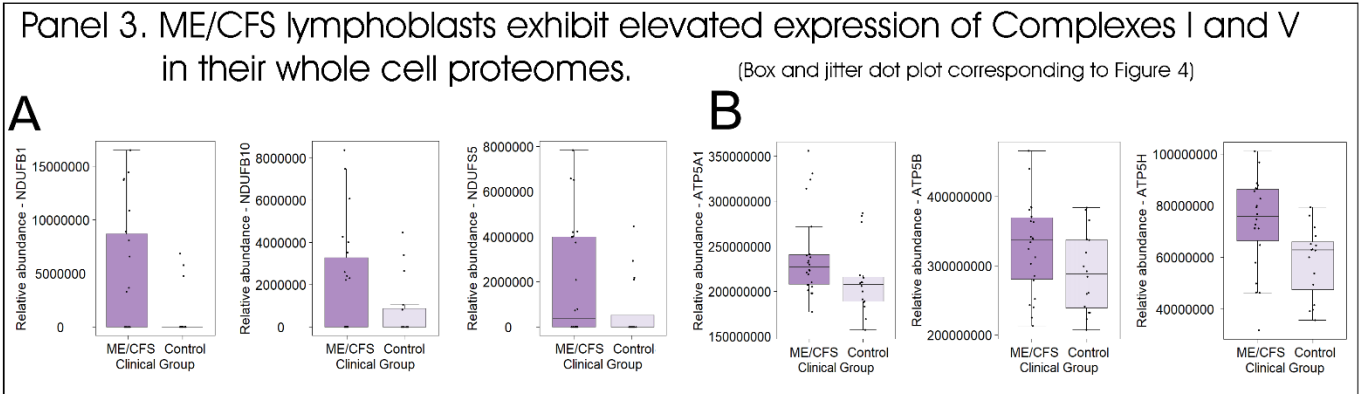 Panel 3. ME/CFS lymphoblasts exhibit elevated expression of Complexes I and V
in their whole cell proteomes.
(Box and jitter dot plot corresponding to Figure 4)
A
Relative abundance - NDUFB1
15000000
10000000
5000000
0
ME/CFS Control
Clinical Group
Relative abundance - NDUFB10
8000000
6000000
4000000
2000000
0
ME/CFS Control
Clinical Group
Relative abundance - NDUFS5
8000000
6000000
4000000
2000000
0
ME/CFS Control
Clinical Group
B
Relative abundance - ATP5A1
350000000
300000000
250000000
200000000
150000000
ME/CFS Control
Clinical Group
Relative abundance - ATP5B
400000000
300000000
200000000
ME/CFS Control
Clinical Group
Relative abundance - ATP5H
100000000
80000000
60000000
40000000
ME/CFS Control
Clinical Group